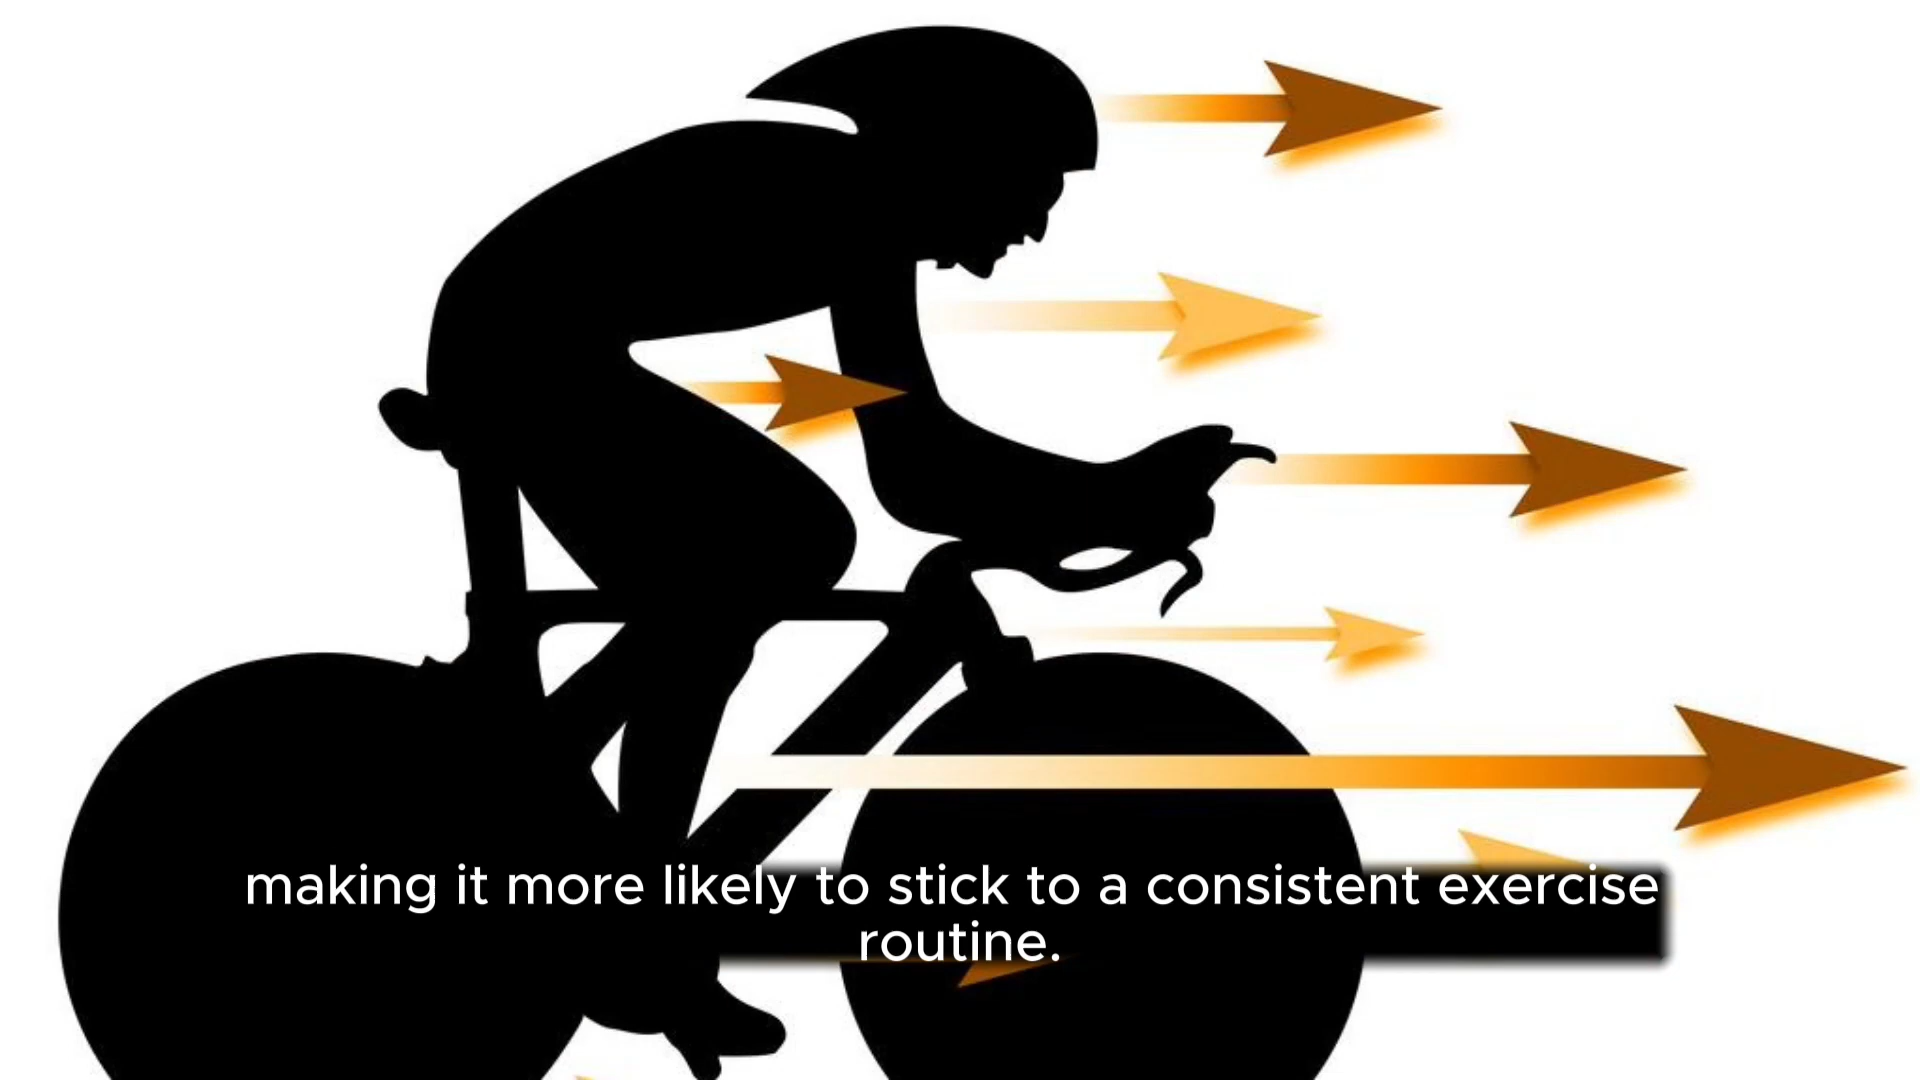 making it more likely to stick to a consistent exercise
routine.